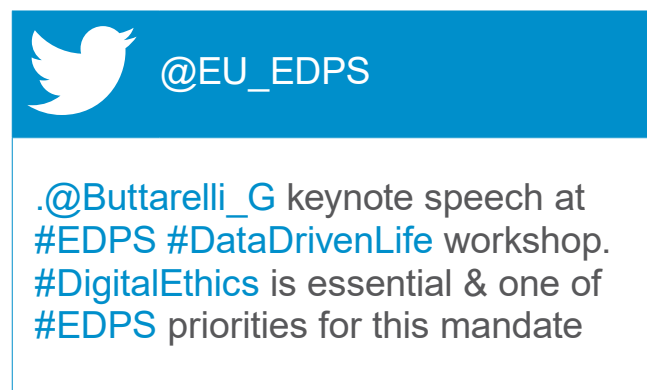 @EU_EDPS
.@Buttarelli_G keynote speech at
#EDPS #DataDrivenLife workshop.
#DigitalEthics is essential & one of
#EDPS priorities for this mandate